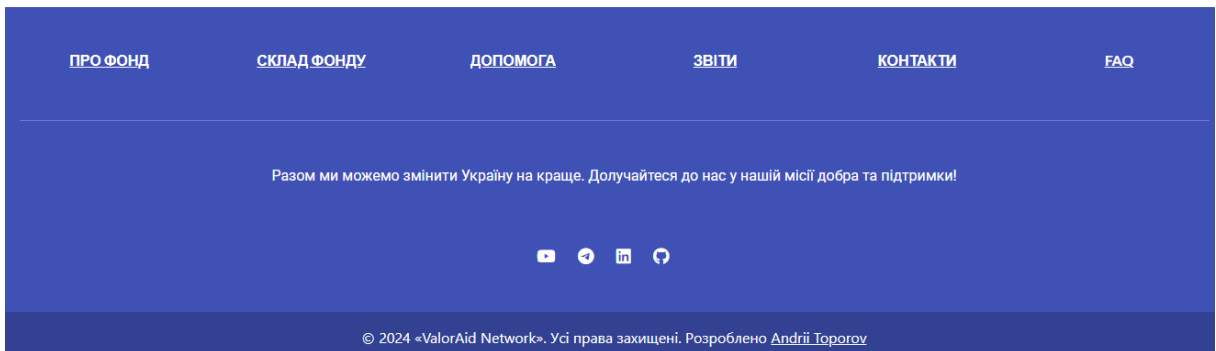 ПРО ФОНД СКЛАД ФОНДУ ДОПОМОГА ЗВІТИ КОНТАКТИ FAQ
Разом ми можемо змінити Україну на краще. Долучайтеся до нас у нашій місії добра та підтримки!
© 2024 «ValorAid Network». Усі права захищені. Розроблено Andrii Toporov